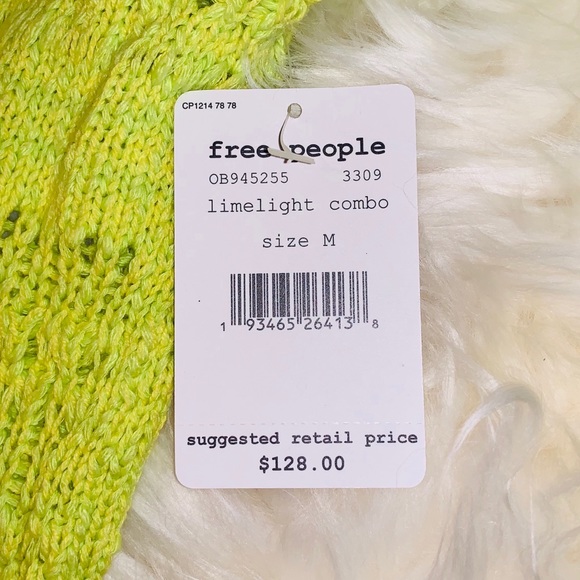 CP1214 78 78
free people
OB945255 3309
limelight combo
size M
1 93465 26413 8
suggested retail price
$128.00